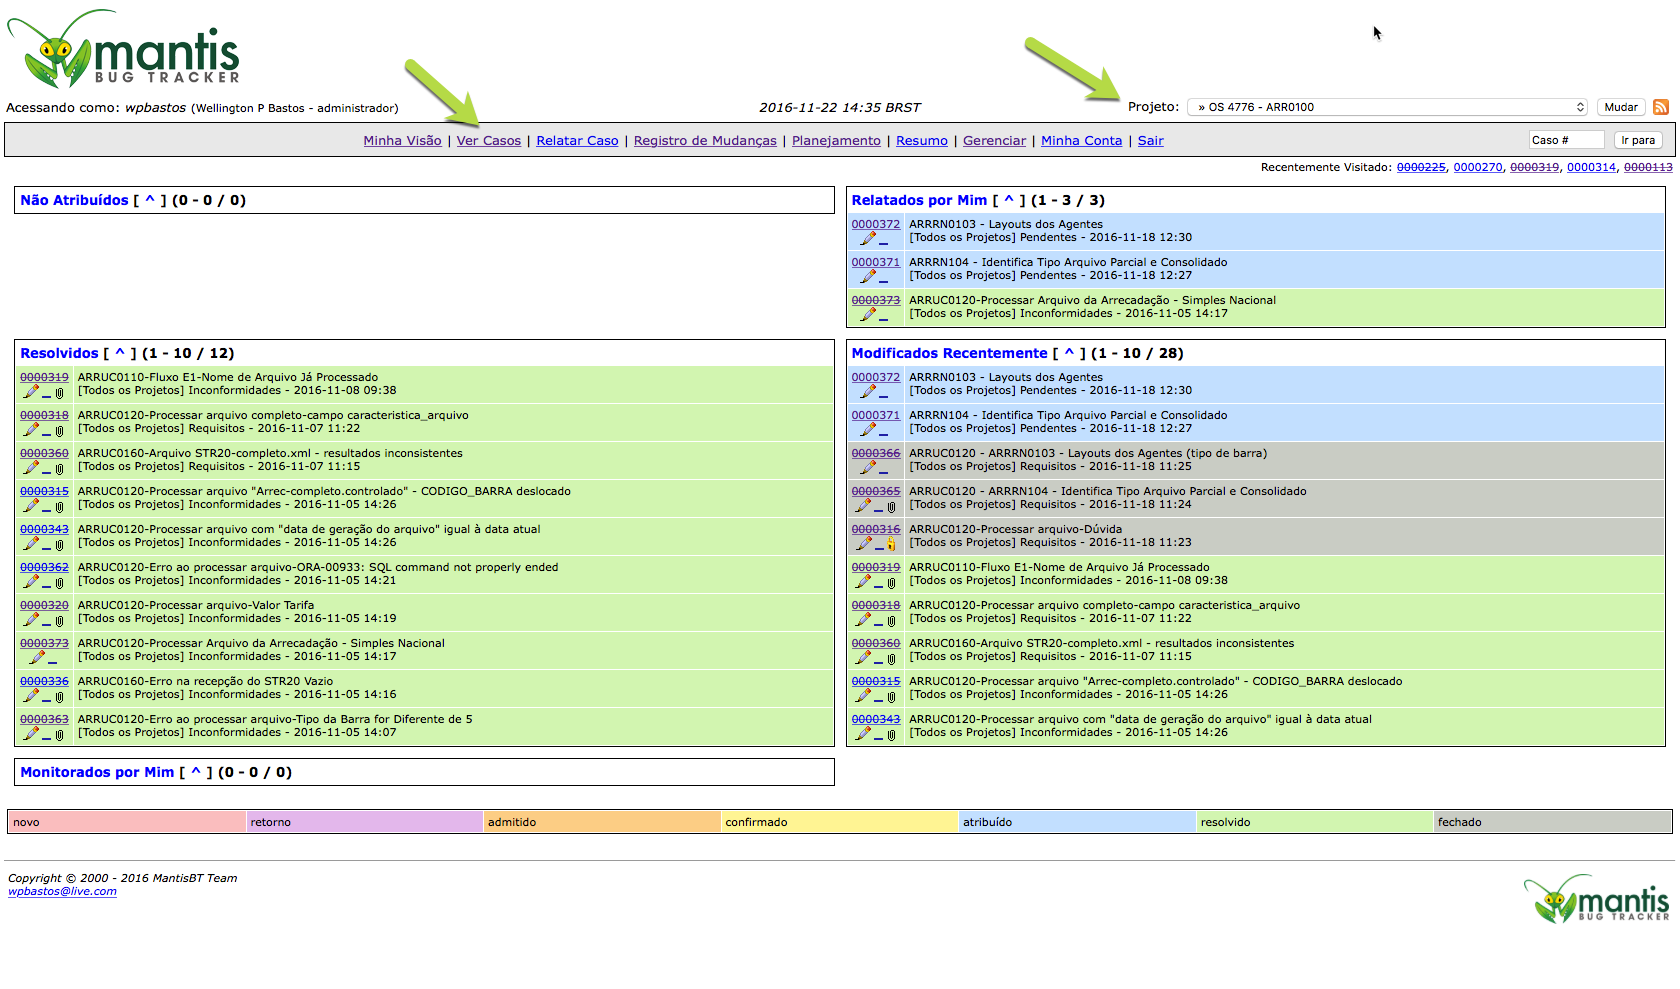 mantis
BUG TRACKER
Acessando como: wpbastos (Wellington P Bastos - administrador)
2016-11-22 14:35 BRST
Projeto: » OS 4776 - ARR0100 Mudar
Minha Visão | Ver Casos | Relatar Caso | Registro de Mudanças | Planejamento | Resumo | Gerenciar | Minha Conta | Sair
Caso # Ir para
Recentemente Visitado: 0000225, 0000270, 0000319, 0000314, 0000113
Não Atribuídos [ ^ ] (0 - 0 / 0)
Relatados por Mim [ ^ ] (1 - 3 / 3)
0000372 ARRRN0103 - Layouts dos Agentes
[Todos os Projetos] Pendentes - 2016-11-18 12:30
0000371 ARRRN104 - Identifica Tipo Arquivo Parcial e Consolidado
[Todos os Projetos] Pendentes - 2016-11-18 12:27
0000373 ARRUC0120-Processar Arquivo da Arrecadação - Simples Nacional
[Todos os Projetos] Inconformidades - 2016-11-05 14:17
Resolvidos [ ^ ] (1 - 10 / 12)
0000319 ARRUC0110-Fluxo E1-Nome de Arquivo Já Processado
[Todos os Projetos] Inconformidades - 2016-11-08 09:38
0000318 ARRUC0120-Processar arquivo completo-campo caracteristica_arquivo
[Todos os Projetos] Requisitos - 2016-11-07 11:22
0000360 ARRUC0160-Arquivo STR20-completo.xml - resultados inconsistentes
[Todos os Projetos] Requisitos - 2016-11-07 11:15
0000315 ARRUC0120-Processar arquivo "Arrec-completo.controlado" - CODIGO_BARRA deslocado
[Todos os Projetos] Inconformidades - 2016-11-05 14:26
0000343 ARRUC0120-Processar arquivo com "data de geração do arquivo" igual à data atual
[Todos os Projetos] Inconformidades - 2016-11-05 14:26
0000362 ARRUC0120-Erro ao processar arquivo-ORA-00933: SQL command not properly ended
[Todos os Projetos] Inconformidades - 2016-11-05 14:21
0000320 ARRUC0120-Processar arquivo-Valor Tarifa
[Todos os Projetos] Inconformidades - 2016-11-05 14:19
0000373 ARRUC0120-Processar Arquivo da Arrecadação - Simples Nacional
[Todos os Projetos] Inconformidades - 2016-11-05 14:17
0000336 ARRUC0160-Erro na recepção do STR20 Vazio
[Todos os Projetos] Inconformidades - 2016-11-05 14:16
0000363 ARRUC0120-Erro ao processar arquivo-Tipo da Barra for Diferente de 5
[Todos os Projetos] Inconformidades - 2016-11-05 14:07
Modificados Recentemente [ ^ ] (1 - 10 / 28)
0000372 ARRRN0103 - Layouts dos Agentes
[Todos os Projetos] Pendentes - 2016-11-18 12:30
0000371 ARRRN104 - Identifica Tipo Arquivo Parcial e Consolidado
[Todos os Projetos] Pendentes - 2016-11-18 12:27
0000366 ARRUC0120 - ARRRN0103 - Layouts dos Agentes (tipo de barra)
[Todos os Projetos] Requisitos - 2016-11-18 11:25
0000365 ARRUC0120 - ARRRN104 - Identifica Tipo Arquivo Parcial e Consolidado
[Todos os Projetos] Requisitos - 2016-11-18 11:24
0000316 ARRUC0120-Processar arquivo-Dúvida
[Todos os Projetos] Requisitos - 2016-11-18 11:23
0000319 ARRUC0110-Fluxo E1-Nome de Arquivo Já Processado
[Todos os Projetos] Inconformidades - 2016-11-08 09:38
0000318 ARRUC0120-Processar arquivo completo-campo caracteristica_arquivo
[Todos os Projetos] Requisitos - 2016-11-07 11:22
0000360 ARRUC0160-Arquivo STR20-completo.xml - resultados inconsistentes
[Todos os Projetos] Requisitos - 2016-11-07 11:15
0000315 ARRUC0120-Processar arquivo "Arrec-completo.controlado" - CODIGO_BARRA deslocado
[Todos os Projetos] Inconformidades - 2016-11-05 14:26
0000343 ARRUC0120-Processar arquivo com "data de geração do arquivo" igual à data atual
[Todos os Projetos] Inconformidades - 2016-11-05 14:26
Monitorados por Mim [ ^ ] (0 - 0 / 0)
novo retorno admitido confirmado atribuído resolvido fechado
Copyright © 2000 - 2016 MantisBT Team
wpbastos@live.com
mantis
BUG TRACKER